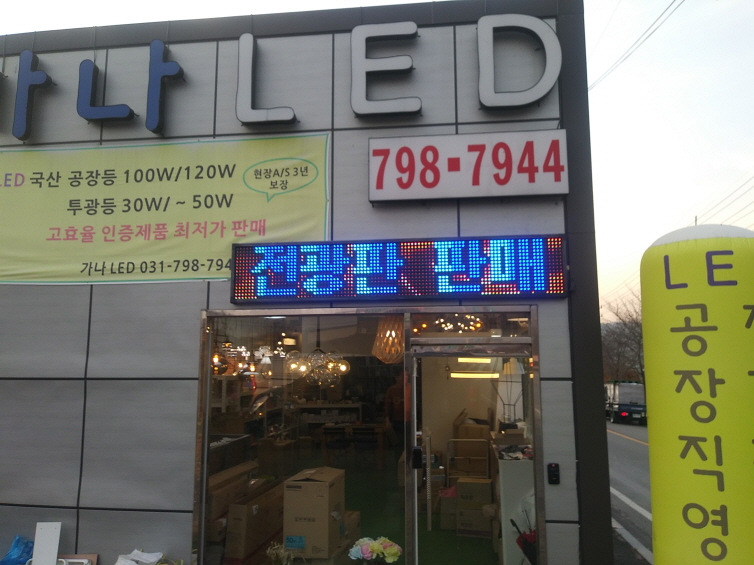 가나 LED
LED 국산 공장등 100W/120W
현장A/S 3년
보장
투광등 30W/ ~ 50W
고효율 인증제품 최저가 판매
가나 LED 031-798-794
798-7944
전광판 판매
LE
공장직영